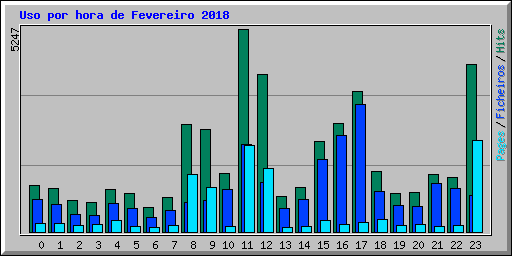 Uso por hora de Fevereiro 2018
5247
Pages / Ficheiros / Hits
0 1 2 3 4 5 6 7 8 9 10 11 12 13 14 15 16 17 18 19 20 21 22 23